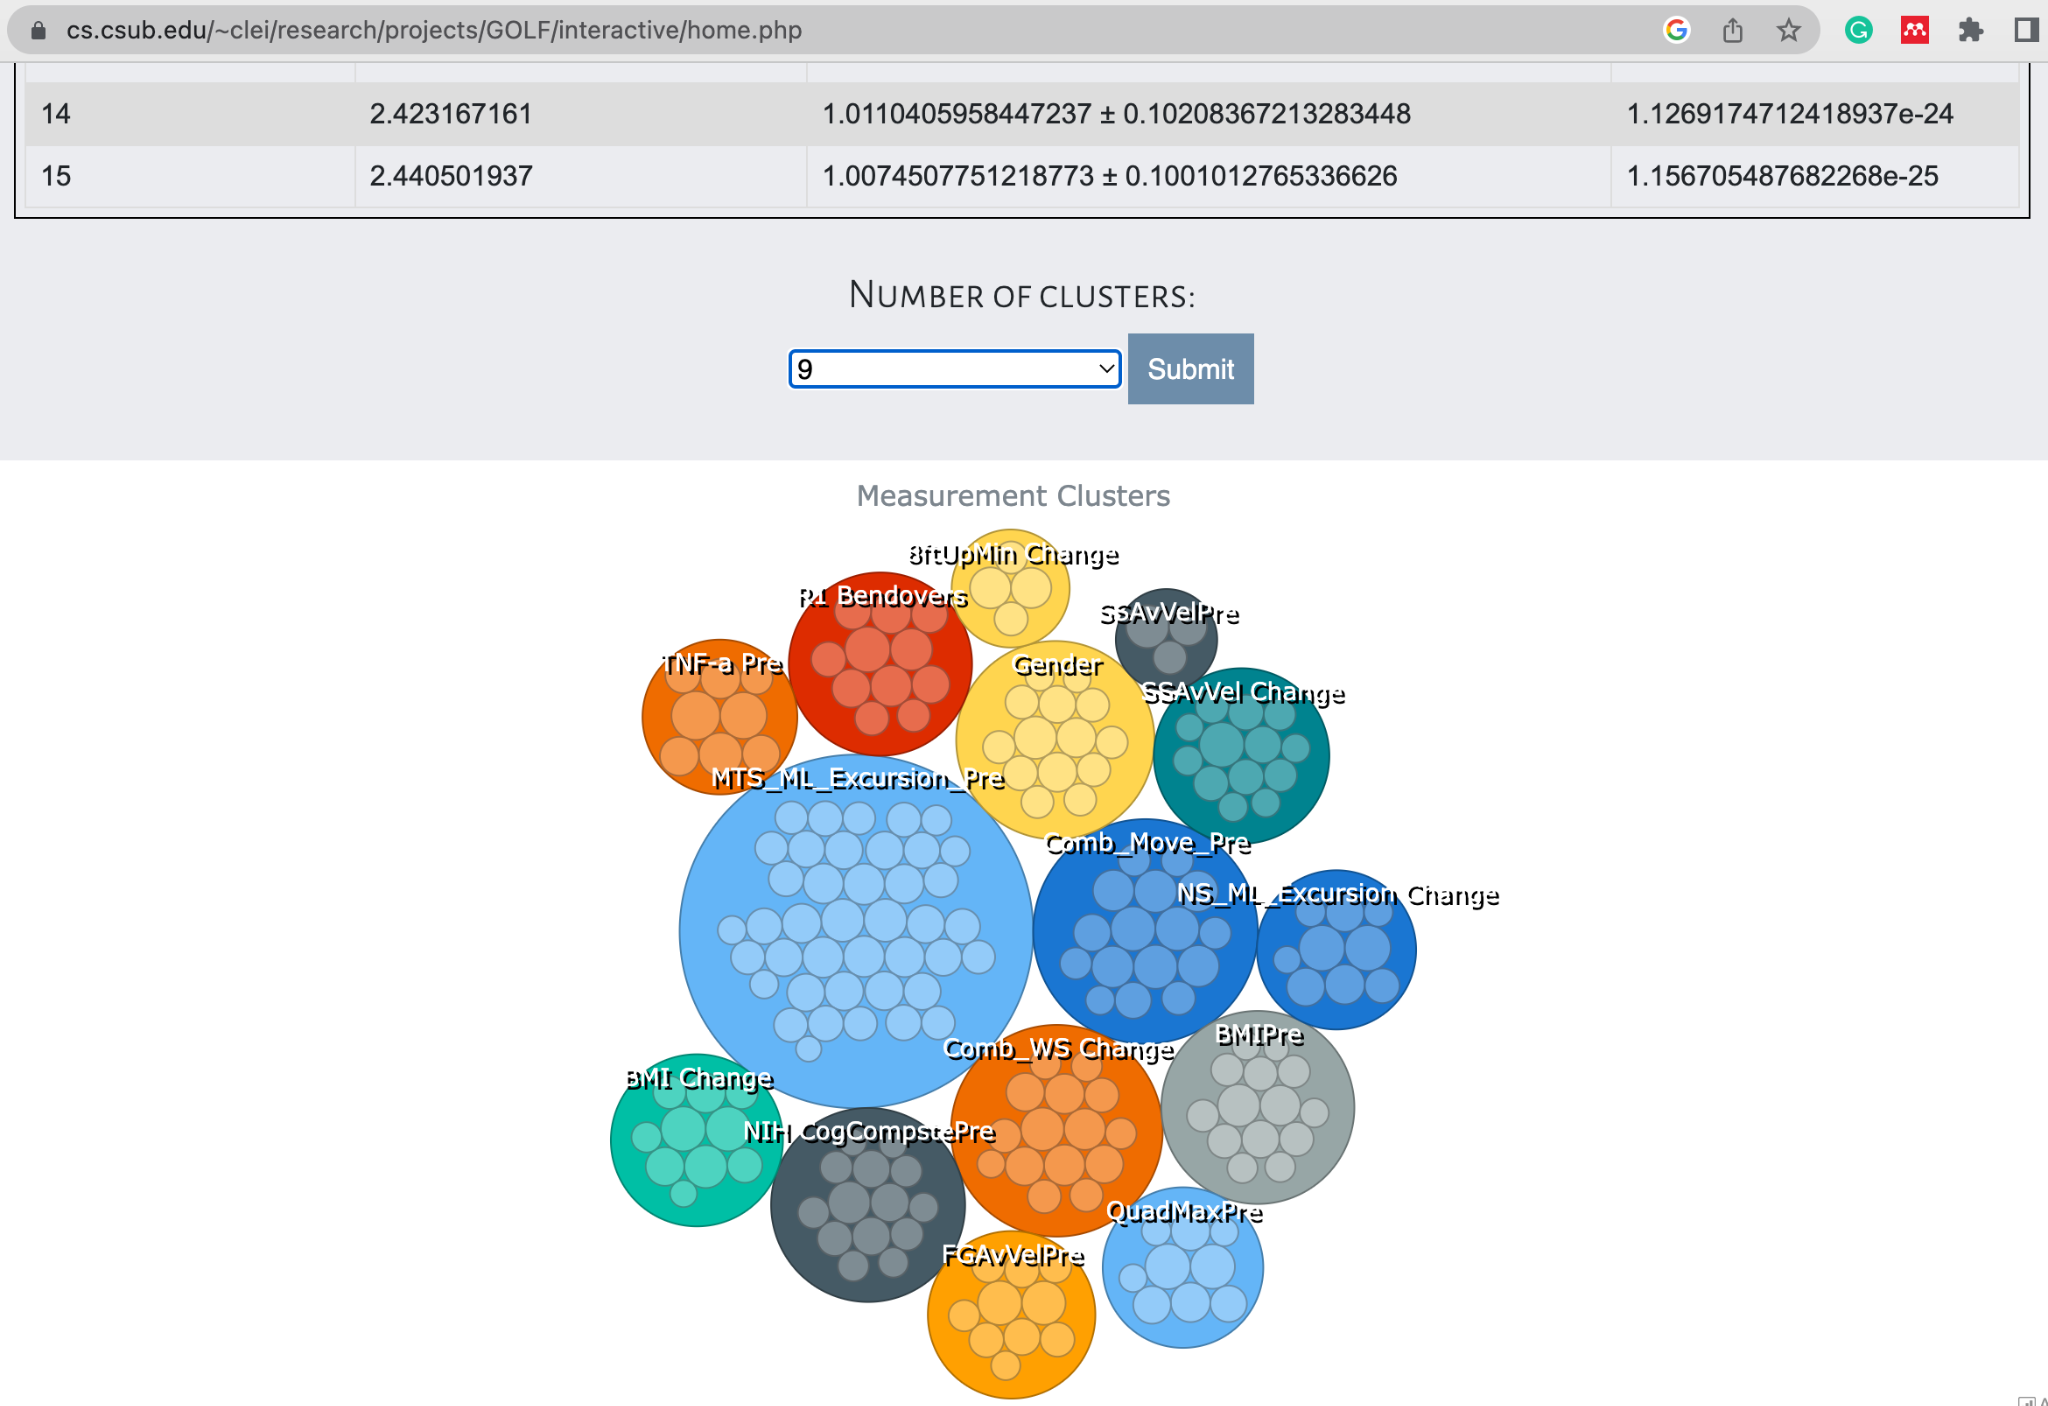 cs.csub.edu/~clei/research/projects/GOLF/interactive/home.php
14 2.423167161 1.0110405958447237 ± 0.10208367213283448 1.1269174712418937e-24
15 2.440501937 1.0074507751218773 ± 0.1001012765336626 1.156705487682268e-25
NUMBER OF CLUSTERS:
9 Submit
Measurement Clusters
8ftUpMin Change
R1 Bendovers
SSAvVelPre
TNF-a Pre
Gender
SSAvVel Change
MTS_ML_Excursion_Pre
Comb_Move_Pre
NS_ML_Excursion Change
BMIPre
Comb_WS Change
BMI Change
NIH CogCompstePre
QuadMaxPre
FGAvVelPre